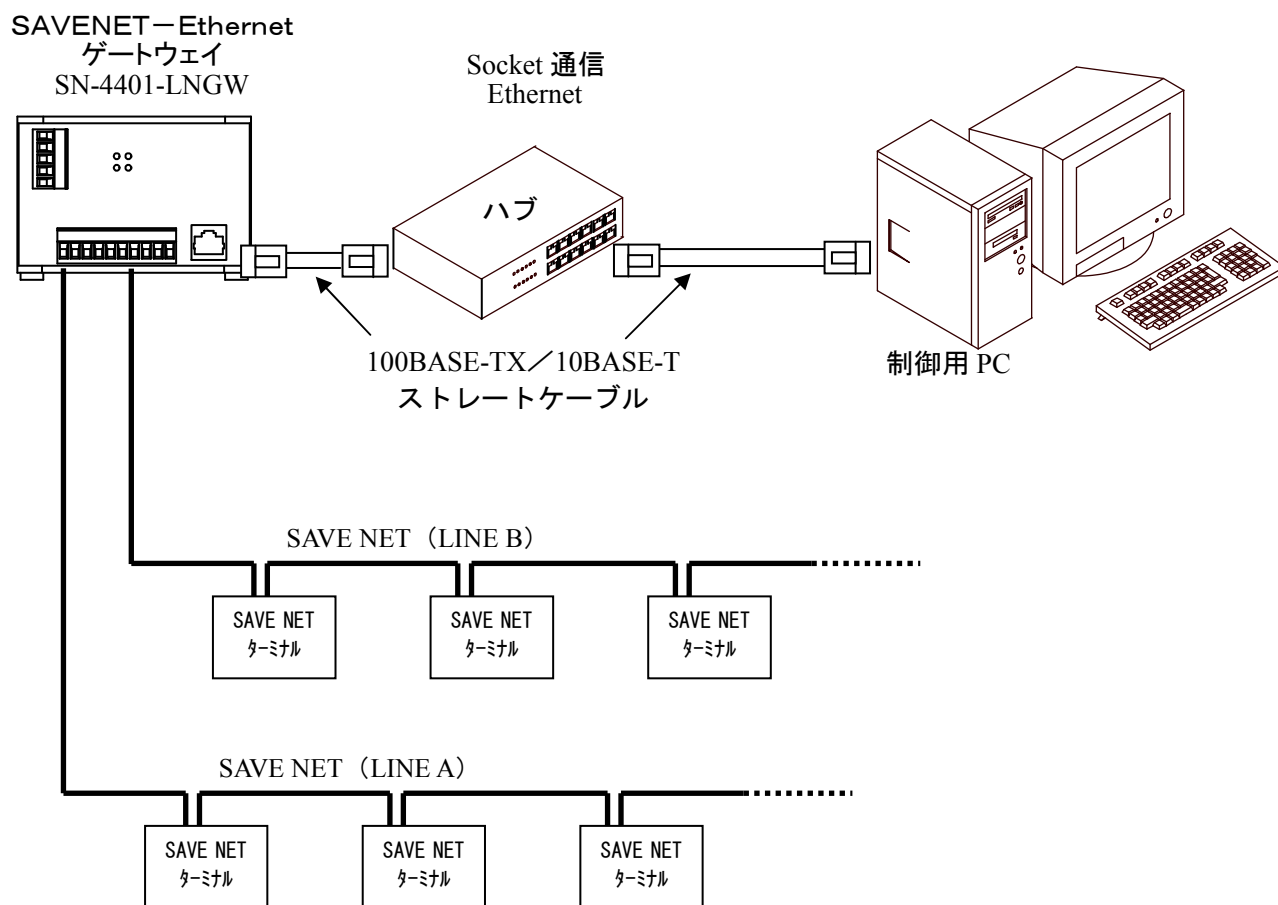 SAVENET－Ethernet
ゲートウェイ
SN-4401-LNGW
Socket 通信
Ethernet
ハブ
100BASE-TX／10BASE-T
ストレートケーブル
制御用 PC
SAVE NET（LINE B）
SAVE NET
ﾀｰﾐﾅﾙ
SAVE NET
ﾀｰﾐﾅﾙ
SAVE NET
ﾀｰﾐﾅﾙ
SAVE NET（LINE A）
SAVE NET
ﾀｰﾐﾅﾙ
SAVE NET
ﾀｰﾐﾅﾙ
SAVE NET
ﾀｰﾐﾅﾙ